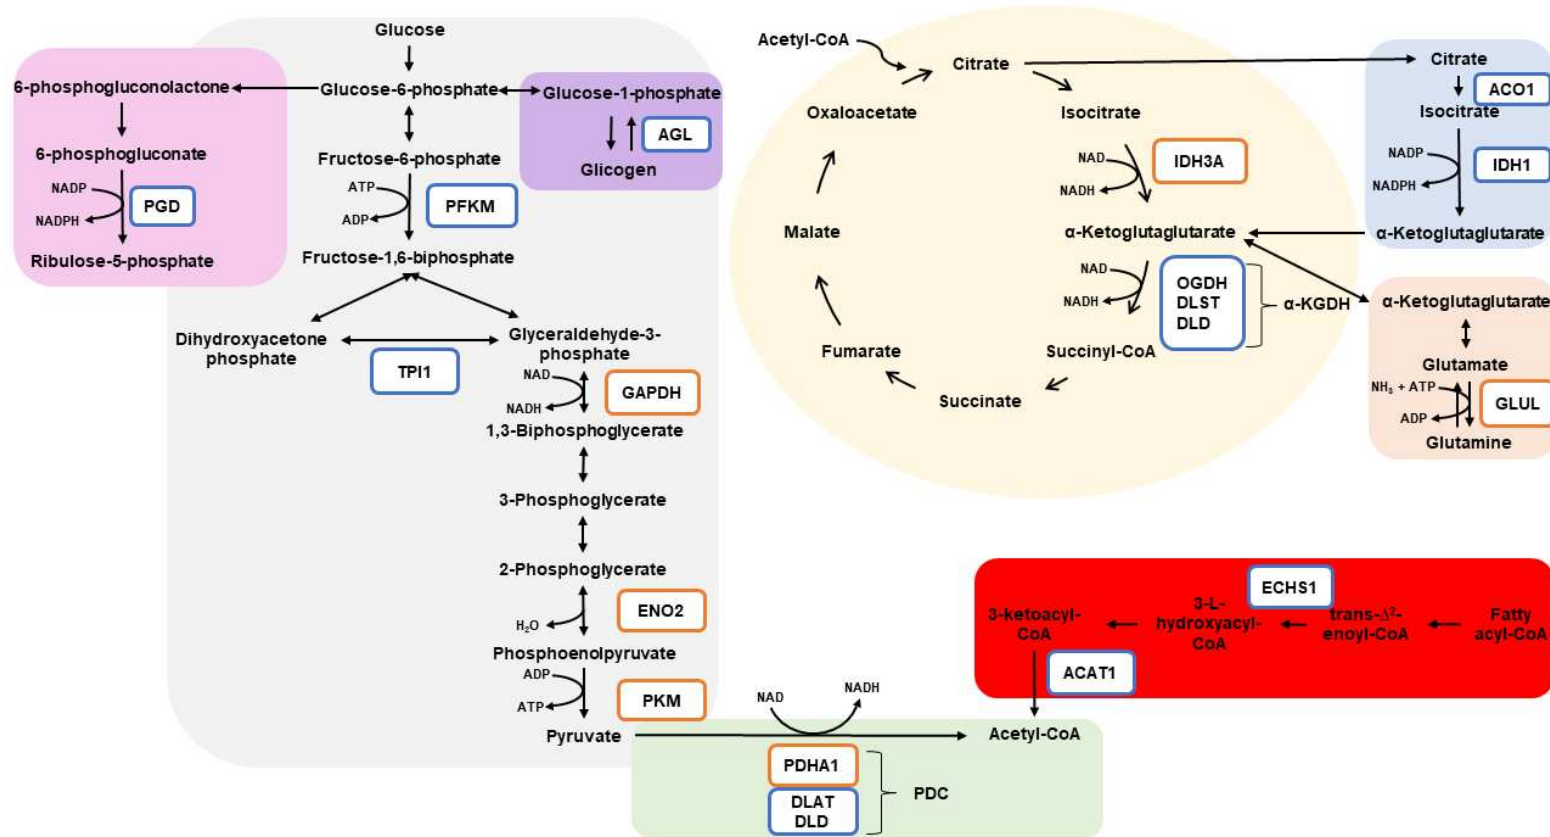 Glucose
6-phosphogluconolactone
Glucose-6-phosphate
Glucose-1-phosphate
AGL
Glicogen
6-phosphogluconate
NADP
NADPH
PGD
Ribulose-5-phosphate
Fructose-6-phosphate
ATP
ADP
PFKM
Fructose-1,6-biphosphate
Dihydroxyacetone
phosphate
TPI1
Glyceraldehyde-3-
phosphate
NAD
NADH
GAPDH
1,3-Biphosphoglycerate
3-Phosphoglycerate
2-Phosphoglycerate
H₂O
ENO2
Phosphoenolpyruvate
ADP
ATP
PKM
Pyruvate
NAD
NADH
PDHA1
DLAT
DLD
PDC
Acetyl-CoA
Acetyl-CoA
Citrate
Oxaloacetate
Isocitrate
NAD
NADH
IDH3A
Malate
α-Ketoglutaglutarate
NAD
NADH
OGDH
DLST
DLD
α-KGDH
Fumarate
Succinyl-CoA
Succinate
Citrate
ACO1
Isocitrate
NADP
NADPH
IDH1
α-Ketoglutaglutarate
α-Ketoglutaglutarate
Glutamate
NH₃ + ATP
ADP
GLUL
Glutamine
ECHS1
3-ketoacyl-
CoA
3-L-
hydroxyacyl-
CoA
trans-Δ²-
enoyl-CoA
Fatty
acyl-CoA
ACAT1